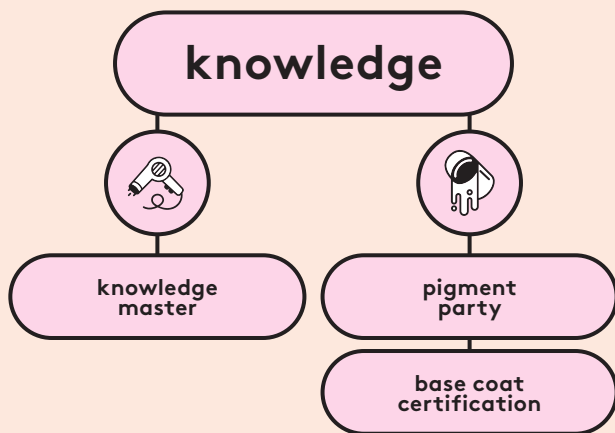 knowledge
knowledge
master
pigment
party
base coat
certification